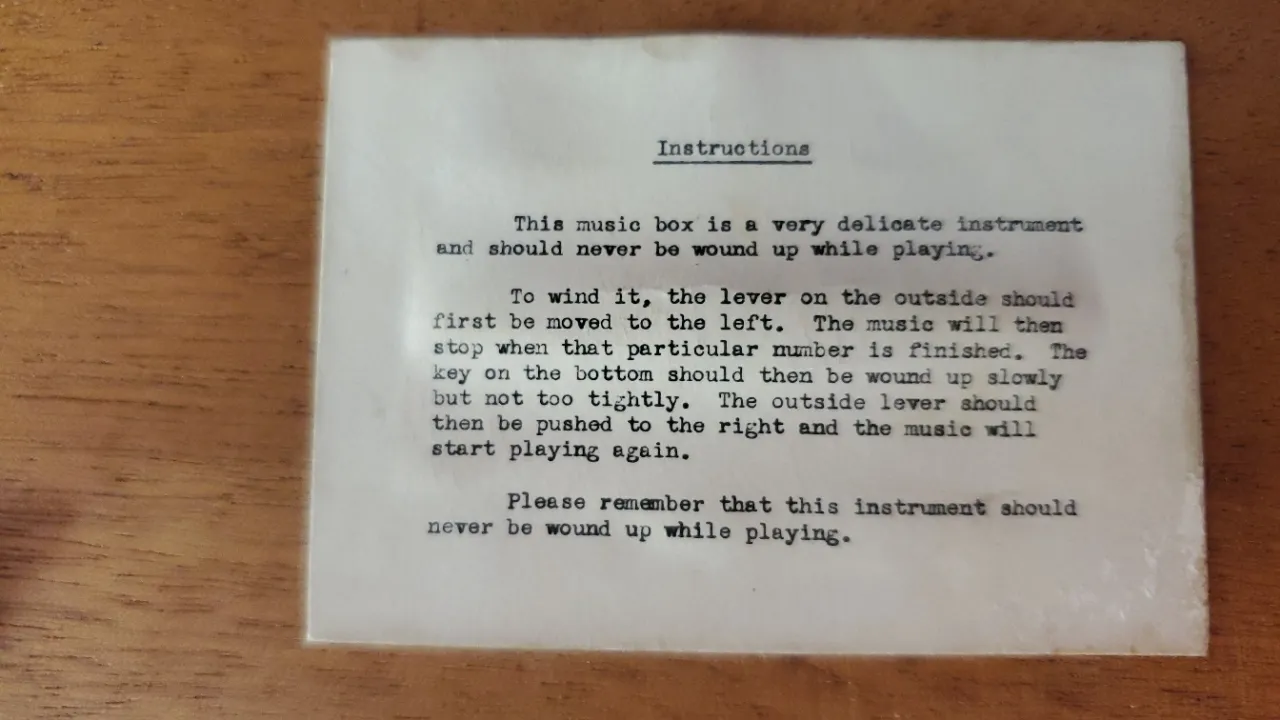 Instructions
This music box is a very delicate instrument
and should never be wound up while playing.
To wind it, the lever on the outside should
first be moved to the left. The music will then
stop when that particular number is finished. The
key on the bottom should then be wound up slowly
but not too tightly. The outside lever should
then be pushed to the right and the music will
start playing again.
Please remember that this instrument should
never be wound up while playing.